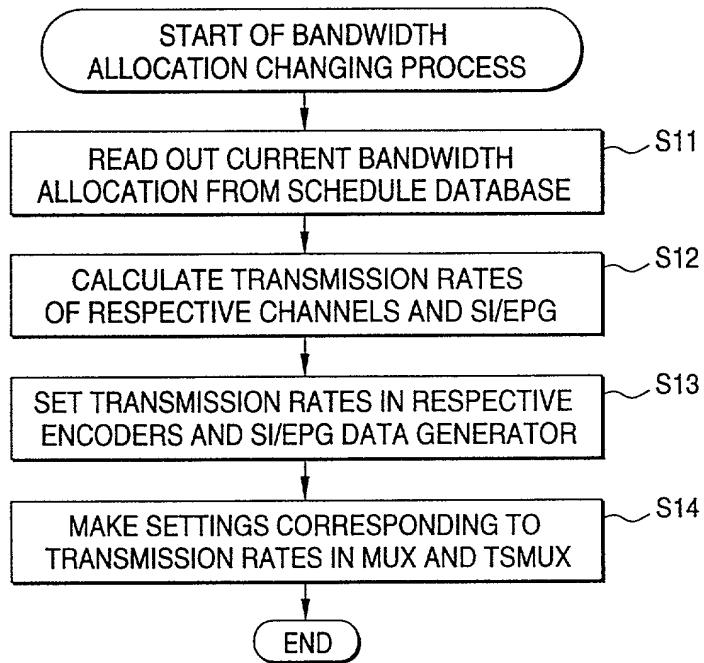 START OF BANDWIDTH
ALLOCATION CHANGING PROCESS
S11
READ OUT CURRENT BANDWIDTH
ALLOCATION FROM SCHEDULE DATABASE
S12
CALCULATE TRANSMISSION RATES
OF RESPECTIVE CHANNELS AND SI/EPG
S13
SET TRANSMISSION RATES IN RESPECTIVE
ENCODERS AND SI/EPG DATA GENERATOR
S14
MAKE SETTINGS CORRESPONDING TO
TRANSMISSION RATES IN MUX AND TSMUX
END